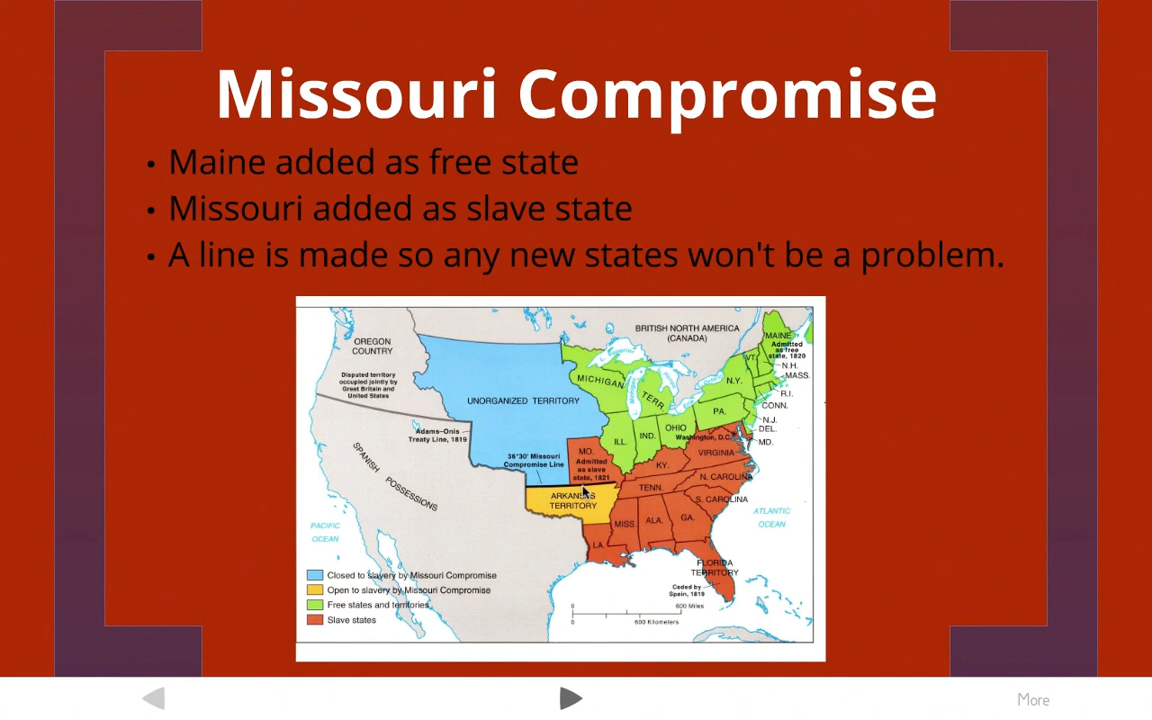 Missouri Compromise
• Maine added as free state
• Missouri added as slave state
• A line is made so any new states won't be a problem.
BRITISH NORTH AMERICA
(CANADA)
OREGON
COUNTRY
Disputed territory
occupied jointly by
Great Britain and
United States
MAINE
Admitted
as free
state, 1820
VT.
N.H.
MASS.
N.Y.
R.I.
CONN.
MICHIGAN
TERR.
UNORGANIZED TERRITORY
PA.
N.J.
DEL.
MD.
OHIO
IND.
ILL.
Washington, D.C.
Adams–Onis
Treaty Line, 1819
36°30' Missouri
Compromise Line
MO.
Admitted
as slave
state, 1821
VIRGINIA
KY.
N. CAROLINA
TENN.
S. CAROLINA
SPANISH POSSESSIONS
ARKANSAS
TERRITORY
MISS.
ALA.
GA.
LA.
ATLANTIC
OCEAN
PACIFIC
OCEAN
FLORIDA
TERRITORY
Ceded by
Spain, 1819
Closed to slavery by Missouri Compromise
Open to slavery by Missouri Compromise
Free states and territories
Slave states
0 600 Miles
0 600 Kilometers
More